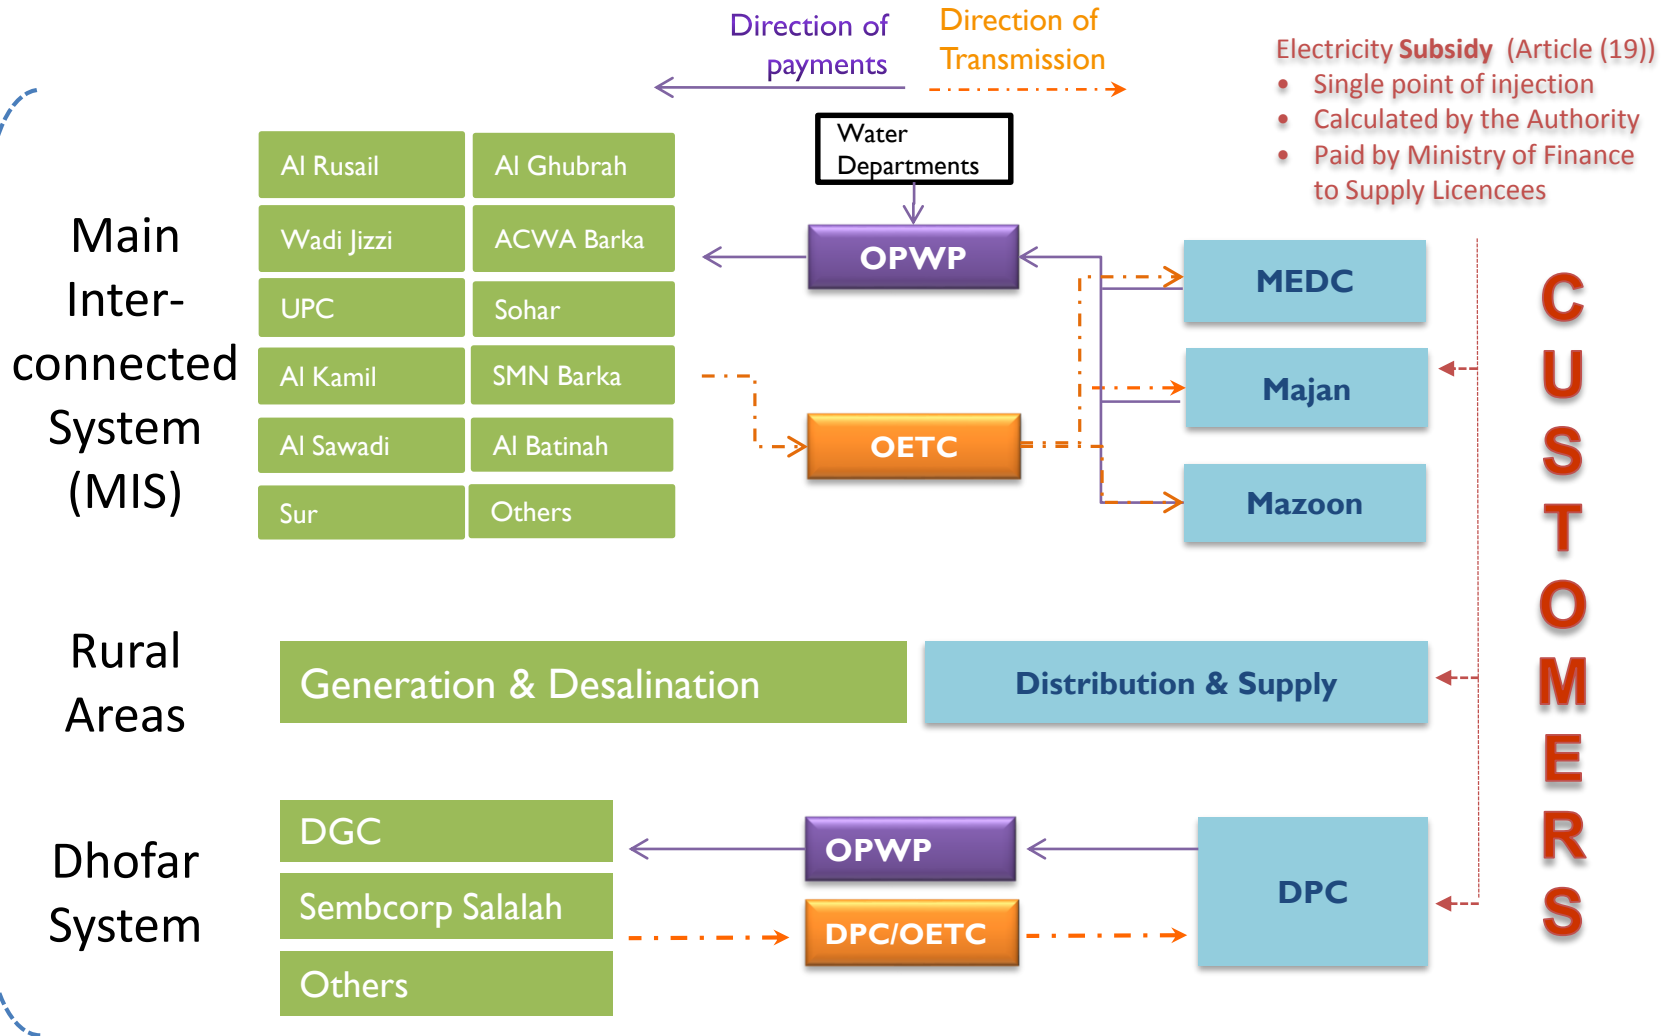 Direction of
payments
Direction of
Transmission
Electricity Subsidy (Article (19))
• Single point of injection
• Calculated by the Authority
• Paid by Ministry of Finance
to Supply Licencees
Main
Inter-
connected
System
(MIS)
Al Rusail
Al Ghubrah
Wadi Jizzi
ACWA Barka
UPC
Sohar
Al Kamil
SMN Barka
Al Sawadi
Al Batinah
Sur
Others
Water
Departments
OPWP
OETC
MEDC
Majan
Mazoon
Rural
Areas
Generation & Desalination
Distribution & Supply
Dhofar
System
DGC
Sembcorp Salalah
Others
OPWP
DPC/OETC
DPC
CUSTOMERS